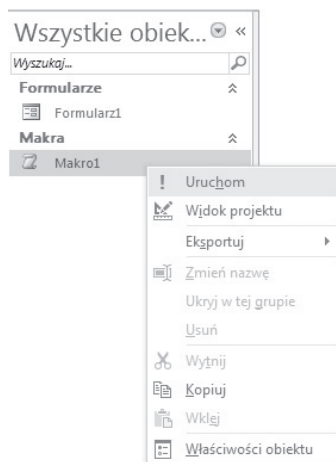 Wszystkie obiek...
Wyszukaj...
Formularze
Formularz1
Makra
Makro1
Uruchom
Widok projektu
Eksportuj
Zmień nazwę
Ukryj w tej grupie
Usuń
Wytnij
Kopiuj
Wklej
Właściwości obiektu